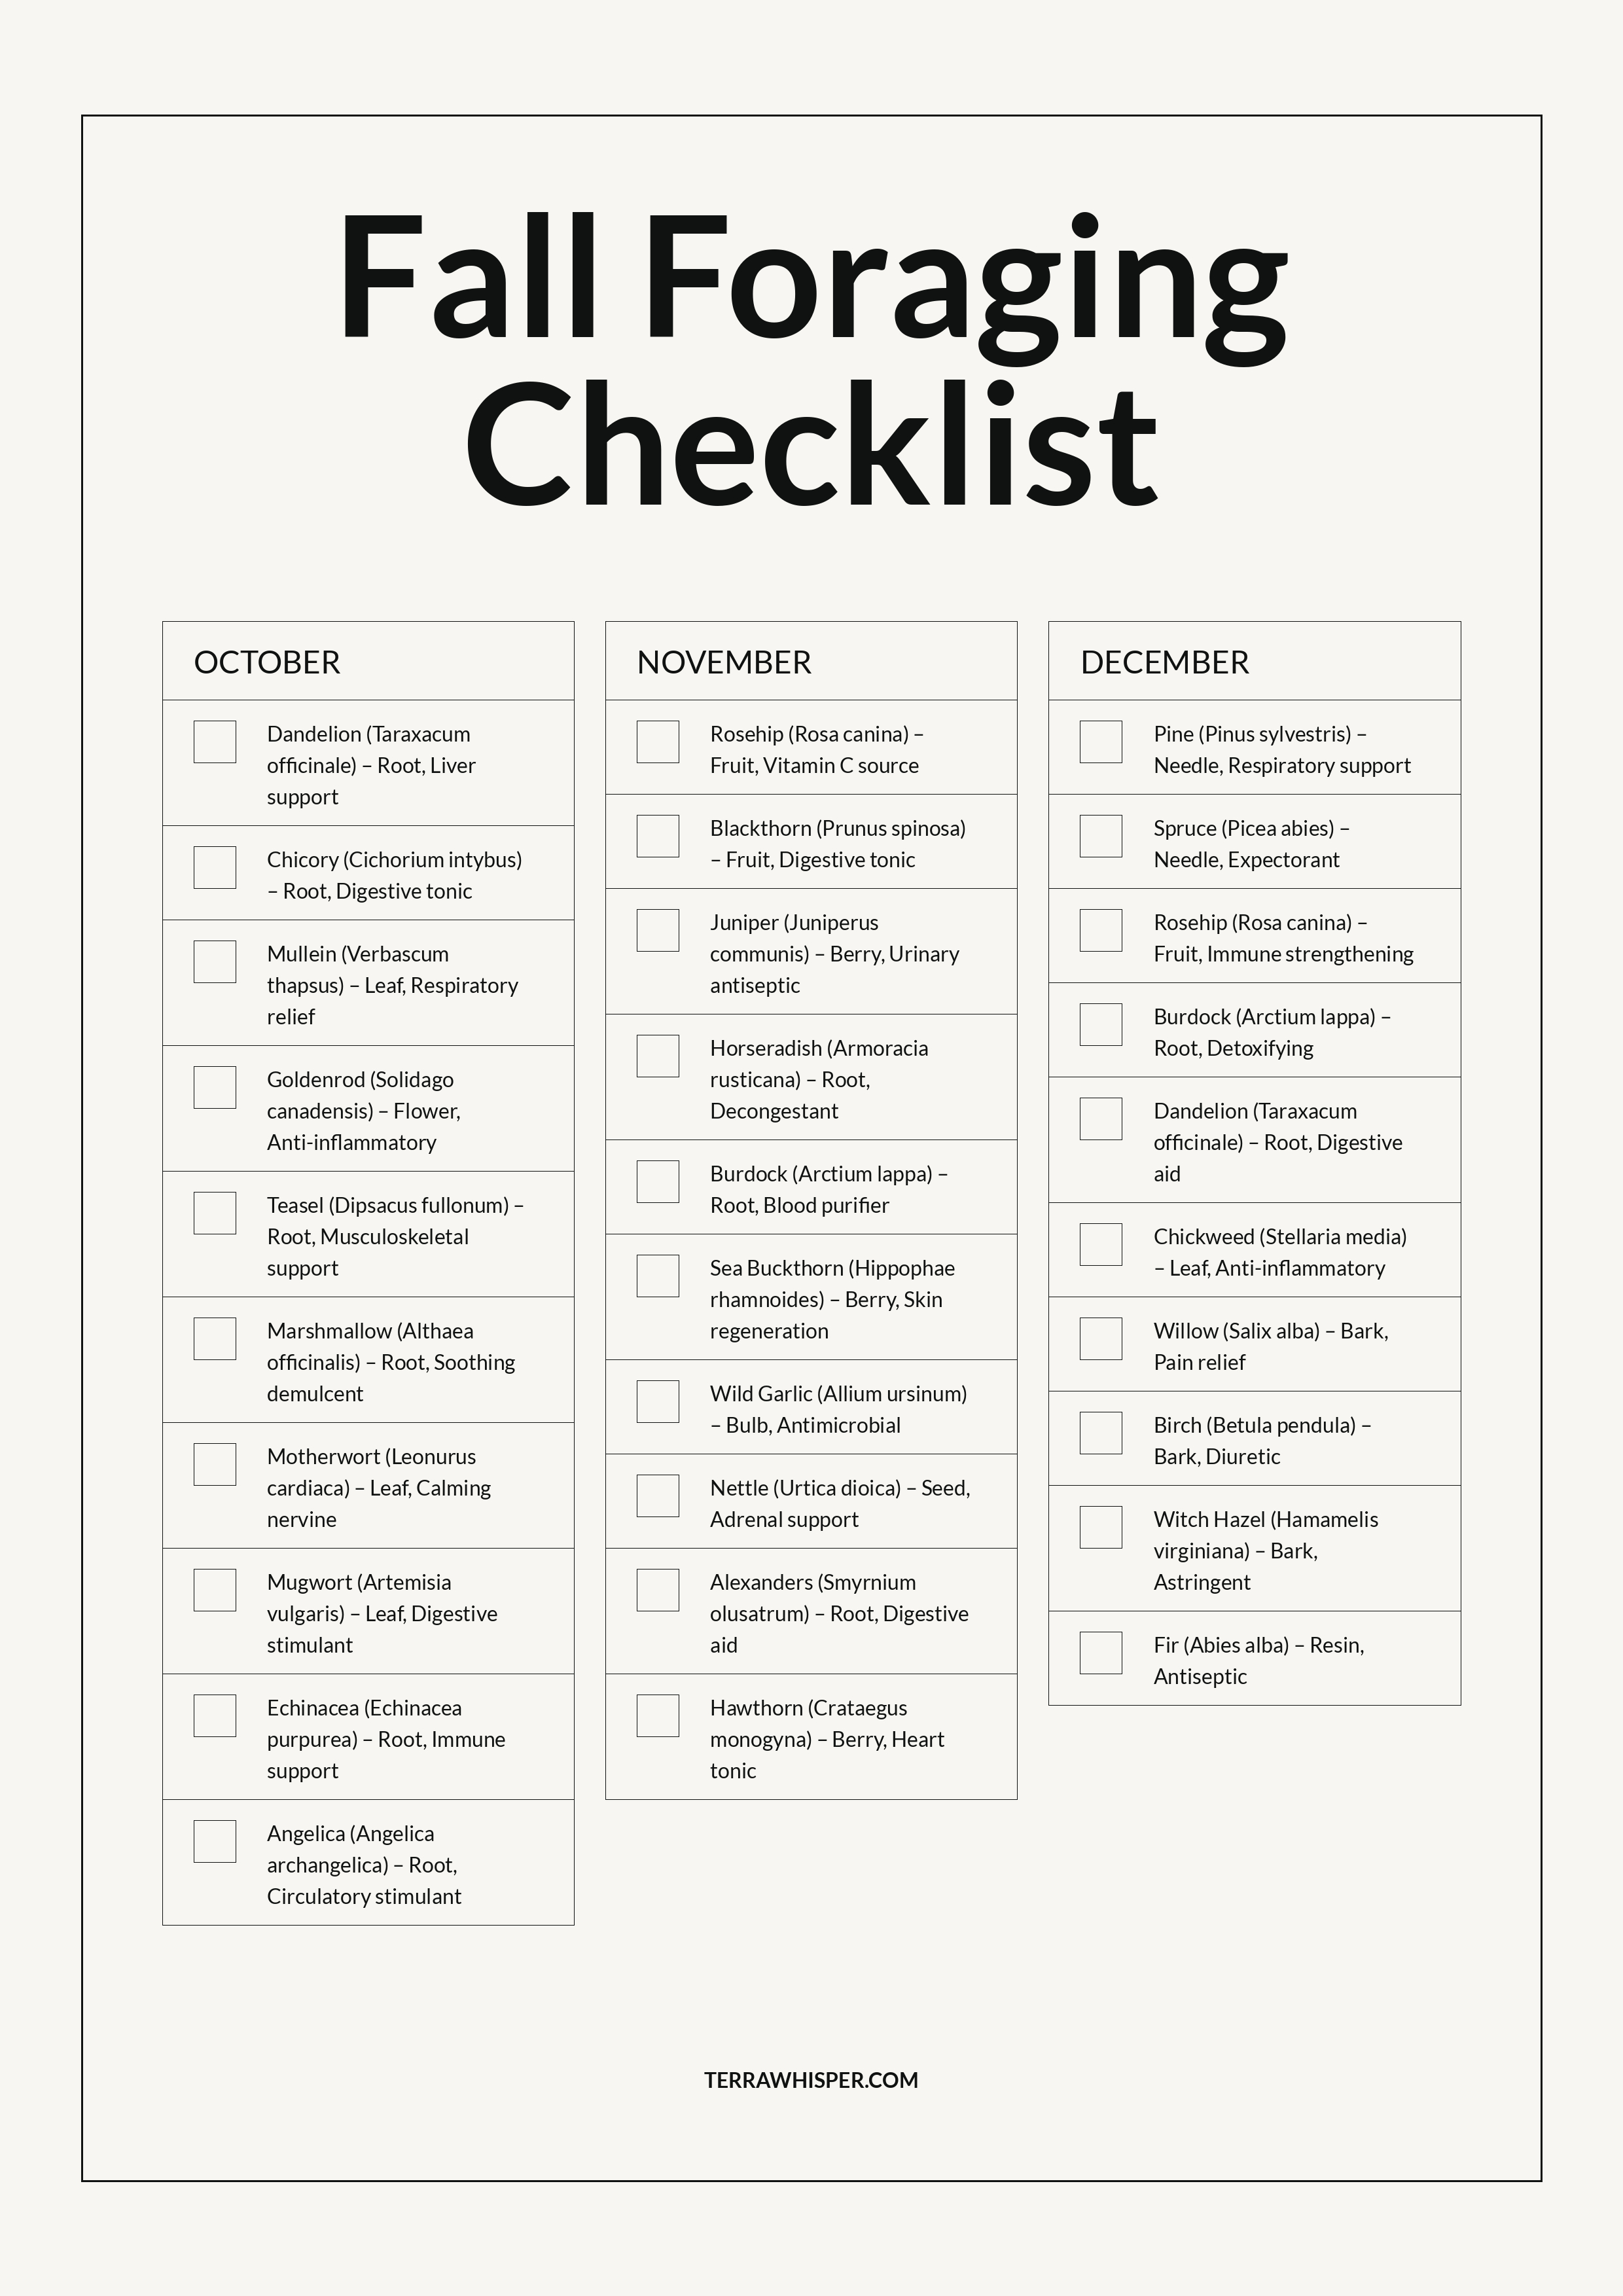 Fall Foraging
Checklist
OCTOBER
Dandelion (Taraxacum
officinale) – Root, Liver
support
Chicory (Cichorium intybus)
– Root, Digestive tonic
Mullein (Verbascum
thapsus) – Leaf, Respiratory
relief
Goldenrod (Solidago
canadensis) – Flower,
Anti-inflammatory
Teasel (Dipsacus fullonum) –
Root, Musculoskeletal
support
Marshmallow (Althaea
officinalis) – Root, Soothing
demulcent
Motherwort (Leonurus
cardiaca) – Leaf, Calming
nervine
Mugwort (Artemisia
vulgaris) – Leaf, Digestive
stimulant
Echinacea (Echinacea
purpurea) – Root, Immune
support
Angelica (Angelica
archangelica) – Root,
Circulatory stimulant
NOVEMBER
Rosehip (Rosa canina) –
Fruit, Vitamin C source
Blackthorn (Prunus spinosa)
– Fruit, Digestive tonic
Juniper (Juniperus
communis) – Berry, Urinary
antiseptic
Horseradish (Armoracia
rusticana) – Root,
Decongestant
Burdock (Arctium lappa) –
Root, Blood purifier
Sea Buckthorn (Hippophae
rhamnoides) – Berry, Skin
regeneration
Wild Garlic (Allium ursinum)
– Bulb, Antimicrobial
Nettle (Urtica dioica) – Seed,
Adrenal support
Alexanders (Smyrnium
olusatrum) – Root, Digestive
aid
Hawthorn (Crataegus
monogyna) – Berry, Heart
tonic
DECEMBER
Pine (Pinus sylvestris) –
Needle, Respiratory support
Spruce (Picea abies) –
Needle, Expectorant
Rosehip (Rosa canina) –
Fruit, Immune strengthening
Burdock (Arctium lappa) –
Root, Detoxifying
Dandelion (Taraxacum
officinale) – Root, Digestive
aid
Chickweed (Stellaria media)
– Leaf, Anti-inflammatory
Willow (Salix alba) – Bark,
Pain relief
Birch (Betula pendula) –
Bark, Diuretic
Witch Hazel (Hamamelis
virginiana) – Bark,
Astringent
Fir (Abies alba) – Resin,
Antiseptic
TERRAWHISPER.COM